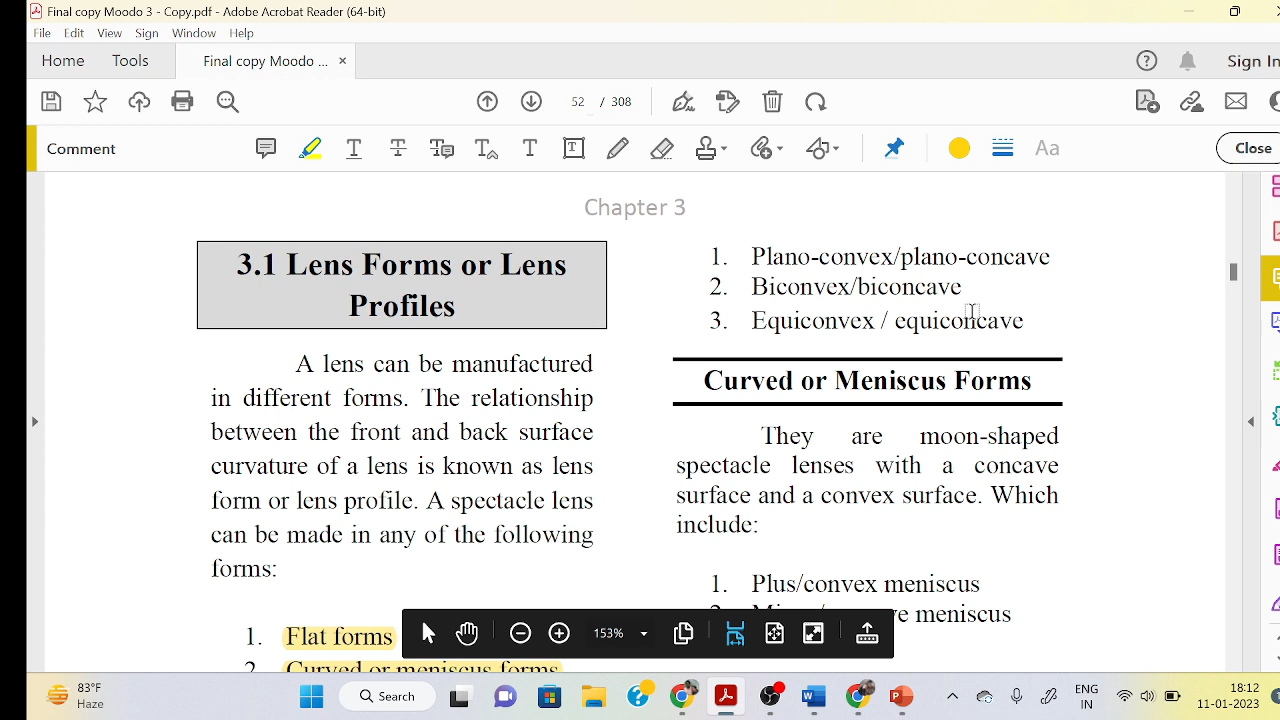 Final copy Moodo 3 - Copy.pdf - Adobe Acrobat Reader (64-bit)
File Edit View Sign Window Help
Home Tools Final copy Moodo ... × Sign In
52 / 308
Comment Close
Chapter 3
3.1 Lens Forms or Lens
Profiles
A lens can be manufactured
in different forms. The relationship
between the front and back surface
curvature of a lens is known as lens
form or lens profile. A spectacle lens
can be made in any of the following
forms:
1. Flat forms
2. Curved or meniscus forms
1. Plano-convex/plano-concave
2. Biconvex/biconcave
3. Equiconvex / equiconcave
Curved or Meniscus Forms
They are moon-shaped
spectacle lenses with a concave
surface and a convex surface. Which
include:
1. Plus/convex meniscus
meniscus
153%
83°F
Haze
Search
ENG
IN
18:12
11-01-2023